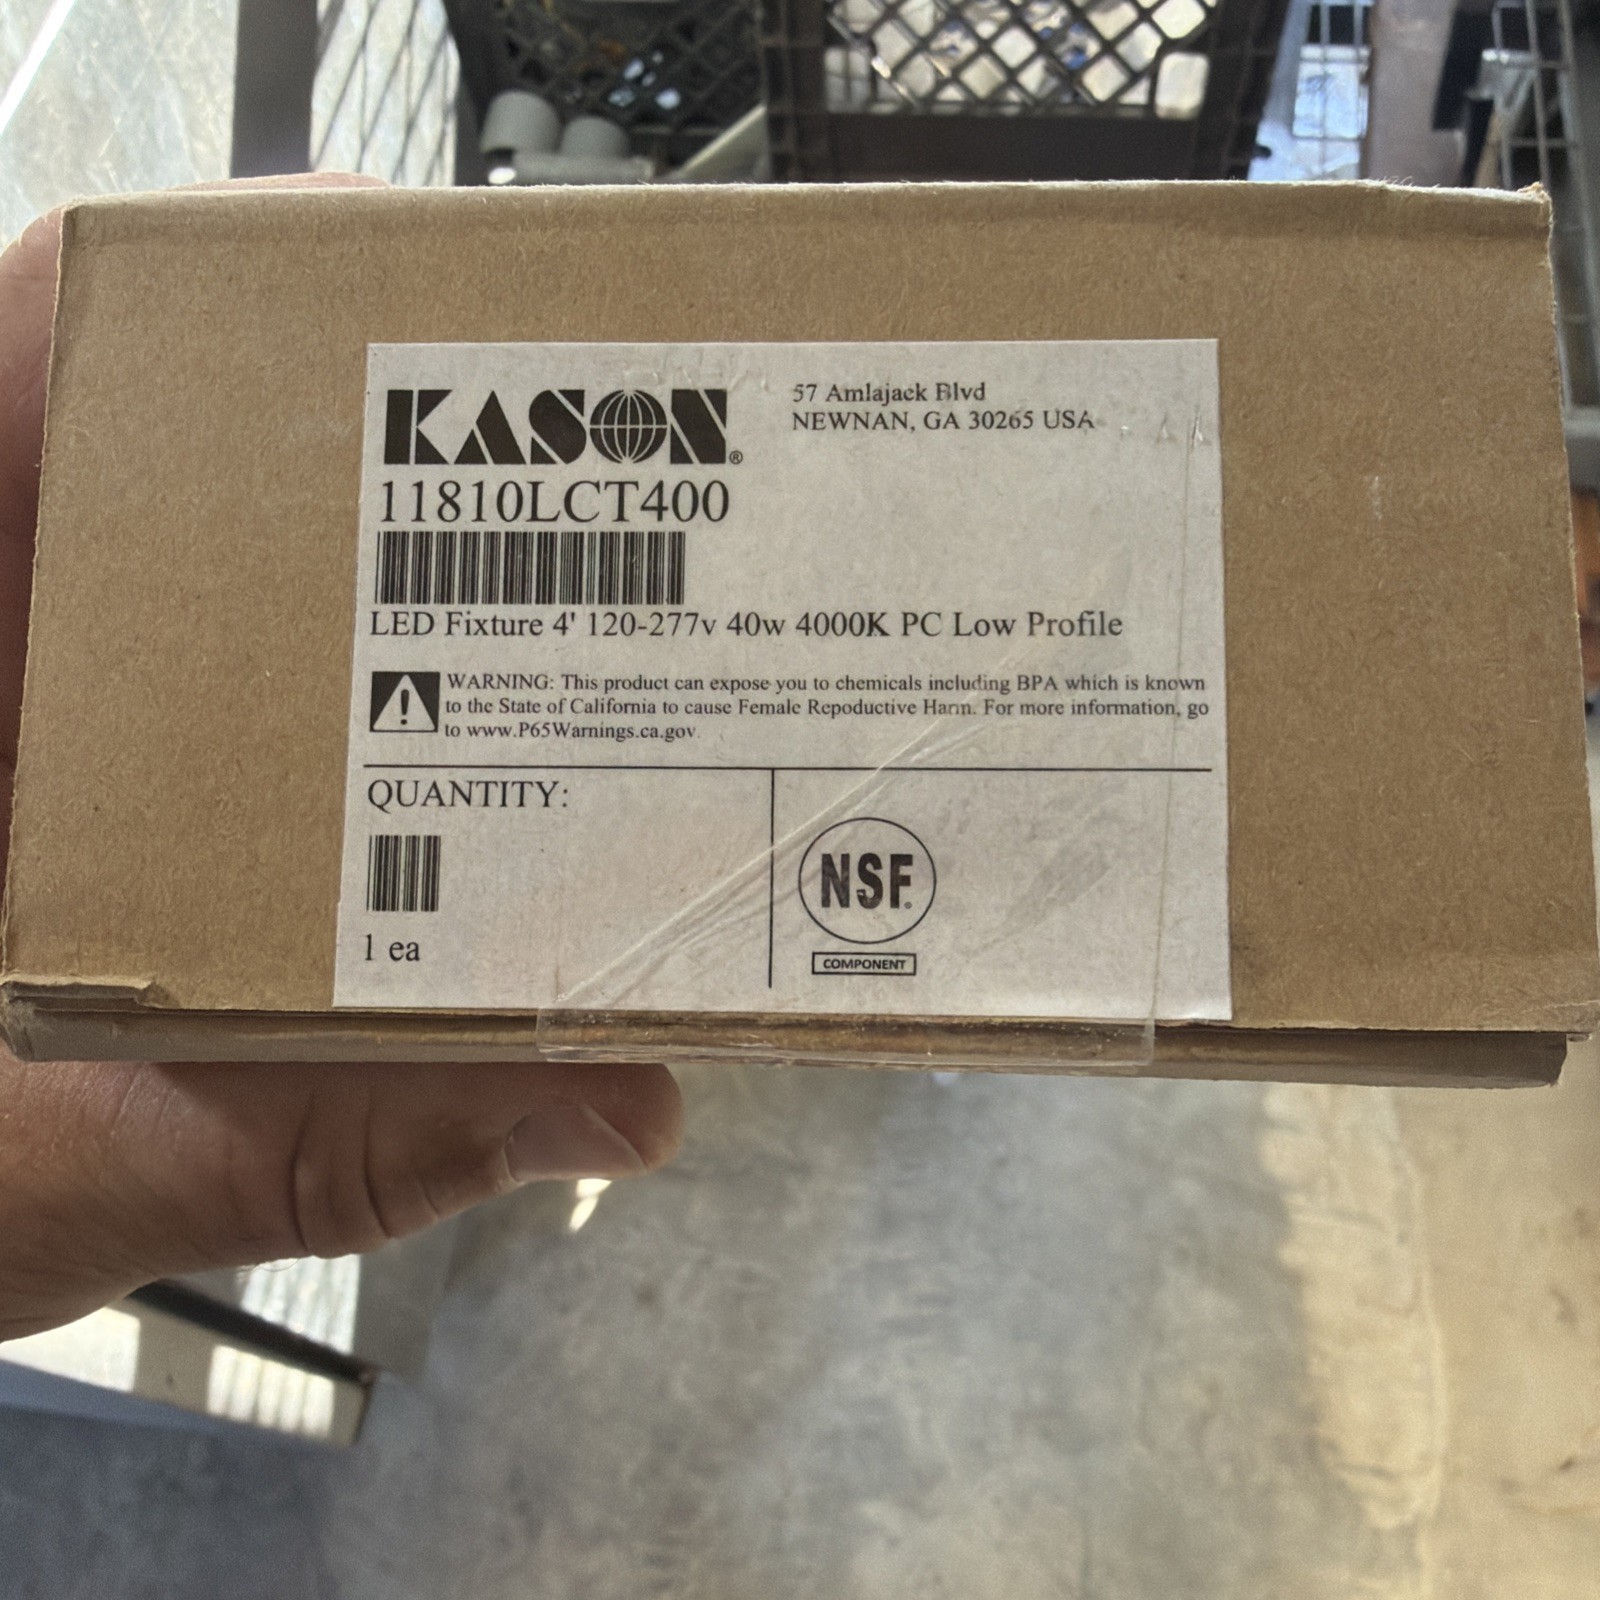 KASON®
57 Amlajack Blvd
NEWNAN, GA 30265 USA
11810LCT400
LED Fixture 4' 120-277v 40w 4000K PC Low Profile
WARNING: This product can expose you to chemicals including BPA which is known
to the State of California to cause Female Repoductive Harm. For more information, go
to www.P65Warnings.ca.gov.
QUANTITY:
1 ea
NSF®
COMPONENT